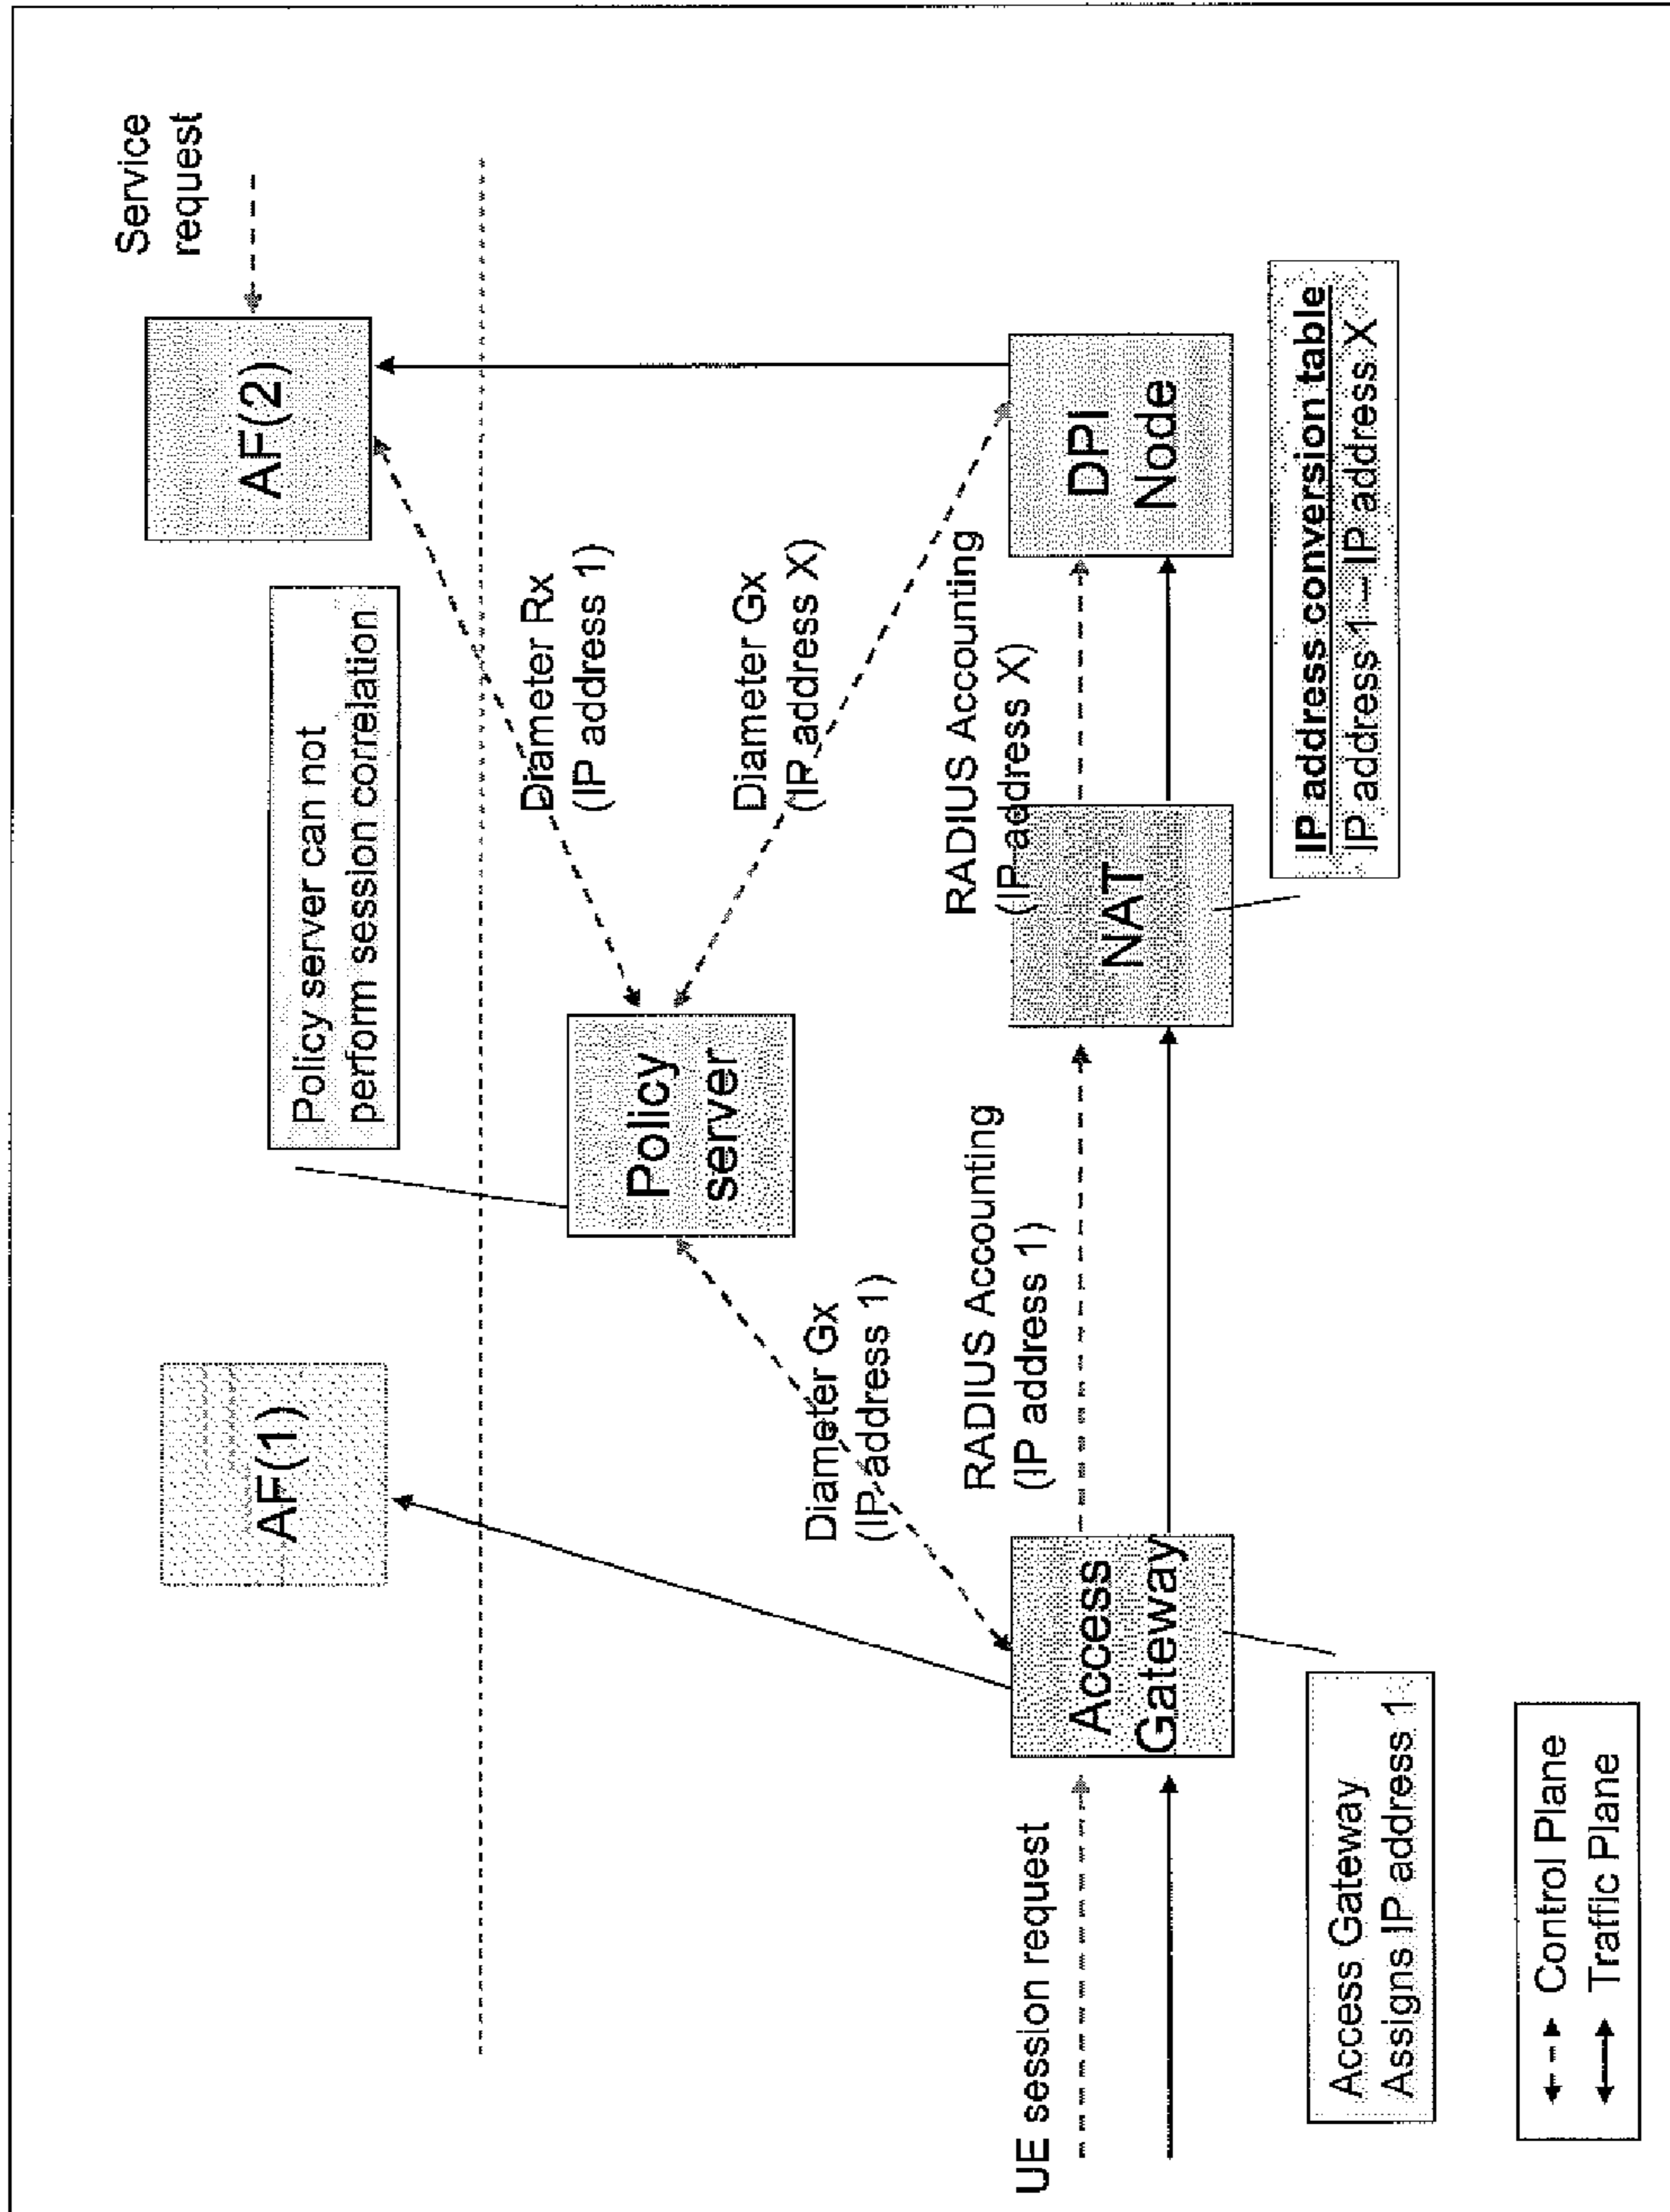 Service
request
AF(1)
AF(2)
Policy server can not
perform session correlation
Policy
server
Diameter Rx
(IP address 1)
Diameter Gx
(IP address 1)
Diameter Gx
(IP address X)
UE session request
RADIUS Accounting
(IP address 1)
RADIUS Accounting
(IP address X)
Access
Gateway
NAT
DPI
Node
Access Gateway
Assigns IP address 1
IP address conversion table
IP address 1 – IP address X
Control Plane
Traffic Plane